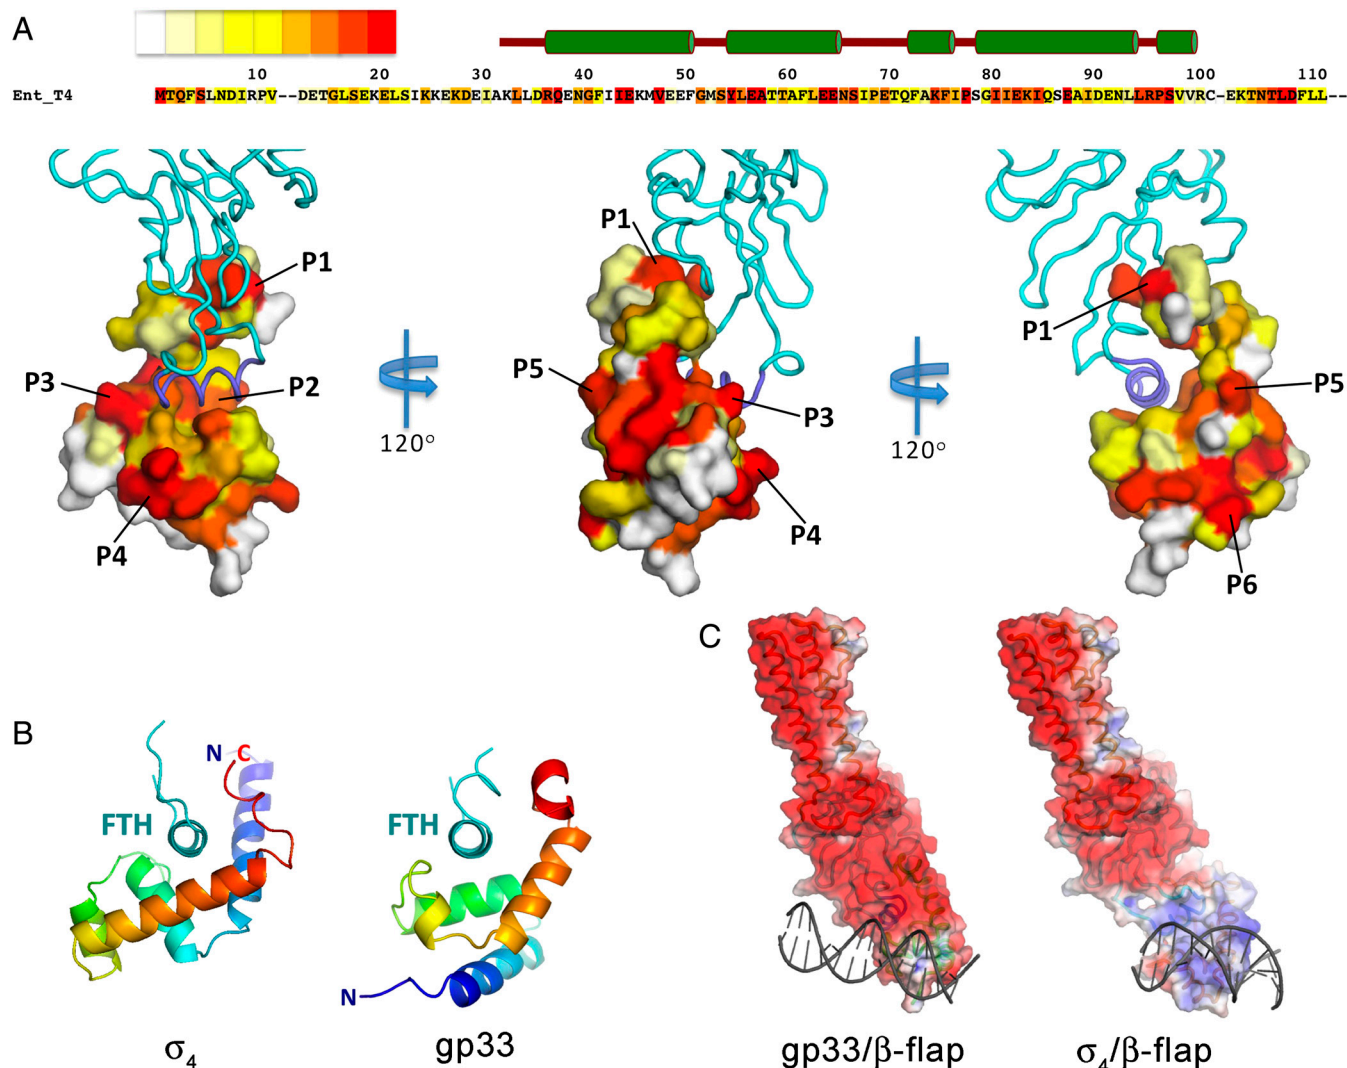 A
10 20 30 40 50 60 70 80 90 100 110
Ent_T4 MTQFSLNDIRPV--DETGLSEKELSIKKEKDEIAKLLDRQENGFIIEKMVEEFGMSYLEATTAFLEENSIPETQFAKFIPSGIIEKIQSEAIDENLLRPSVVRC-EKTNTLDFLL--
P1
P3
P2
P4
120°
P1
P5
P3
P4
120°
P1
P5
P6
B
N C
FTH
σ4
FTH
N
gp33
C
gp33/β-flap
σ4/β-flap